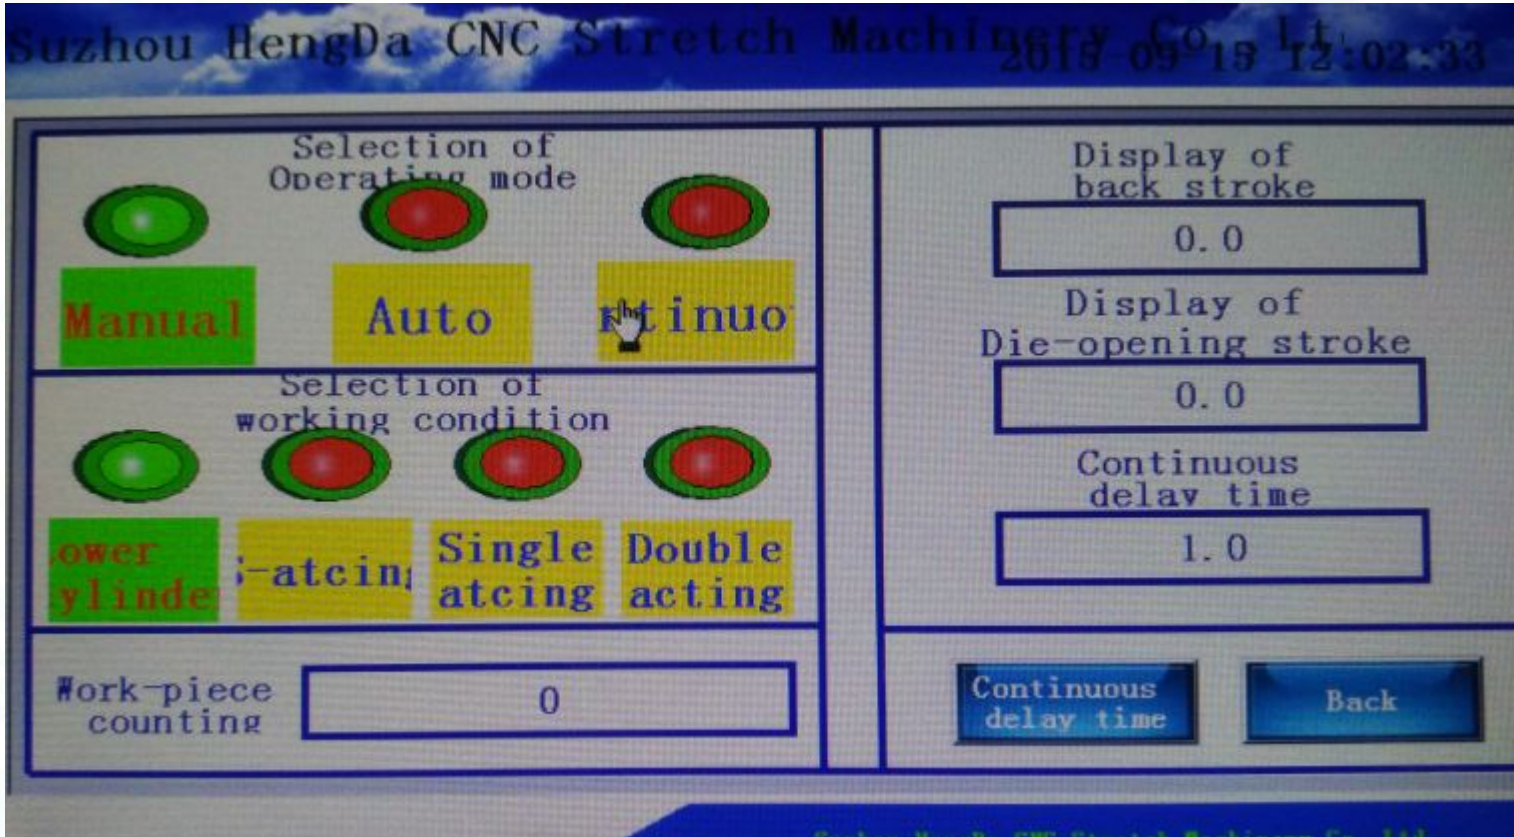 Suzhou HengDa CNC Stretch Machinery Co., Lt
2015-09-15 12:02:33
Selection of
Operating mode
Manual
Auto
ntinuo
Selection of
working condition
ower
ylinde
S-atcing
Single
atcing
Double
acting
Work-piece
counting
0
Display of
back stroke
0.0
Display of
Die-opening stroke
0.0
Continuous
delay time
1.0
Continuous
delay time
Back